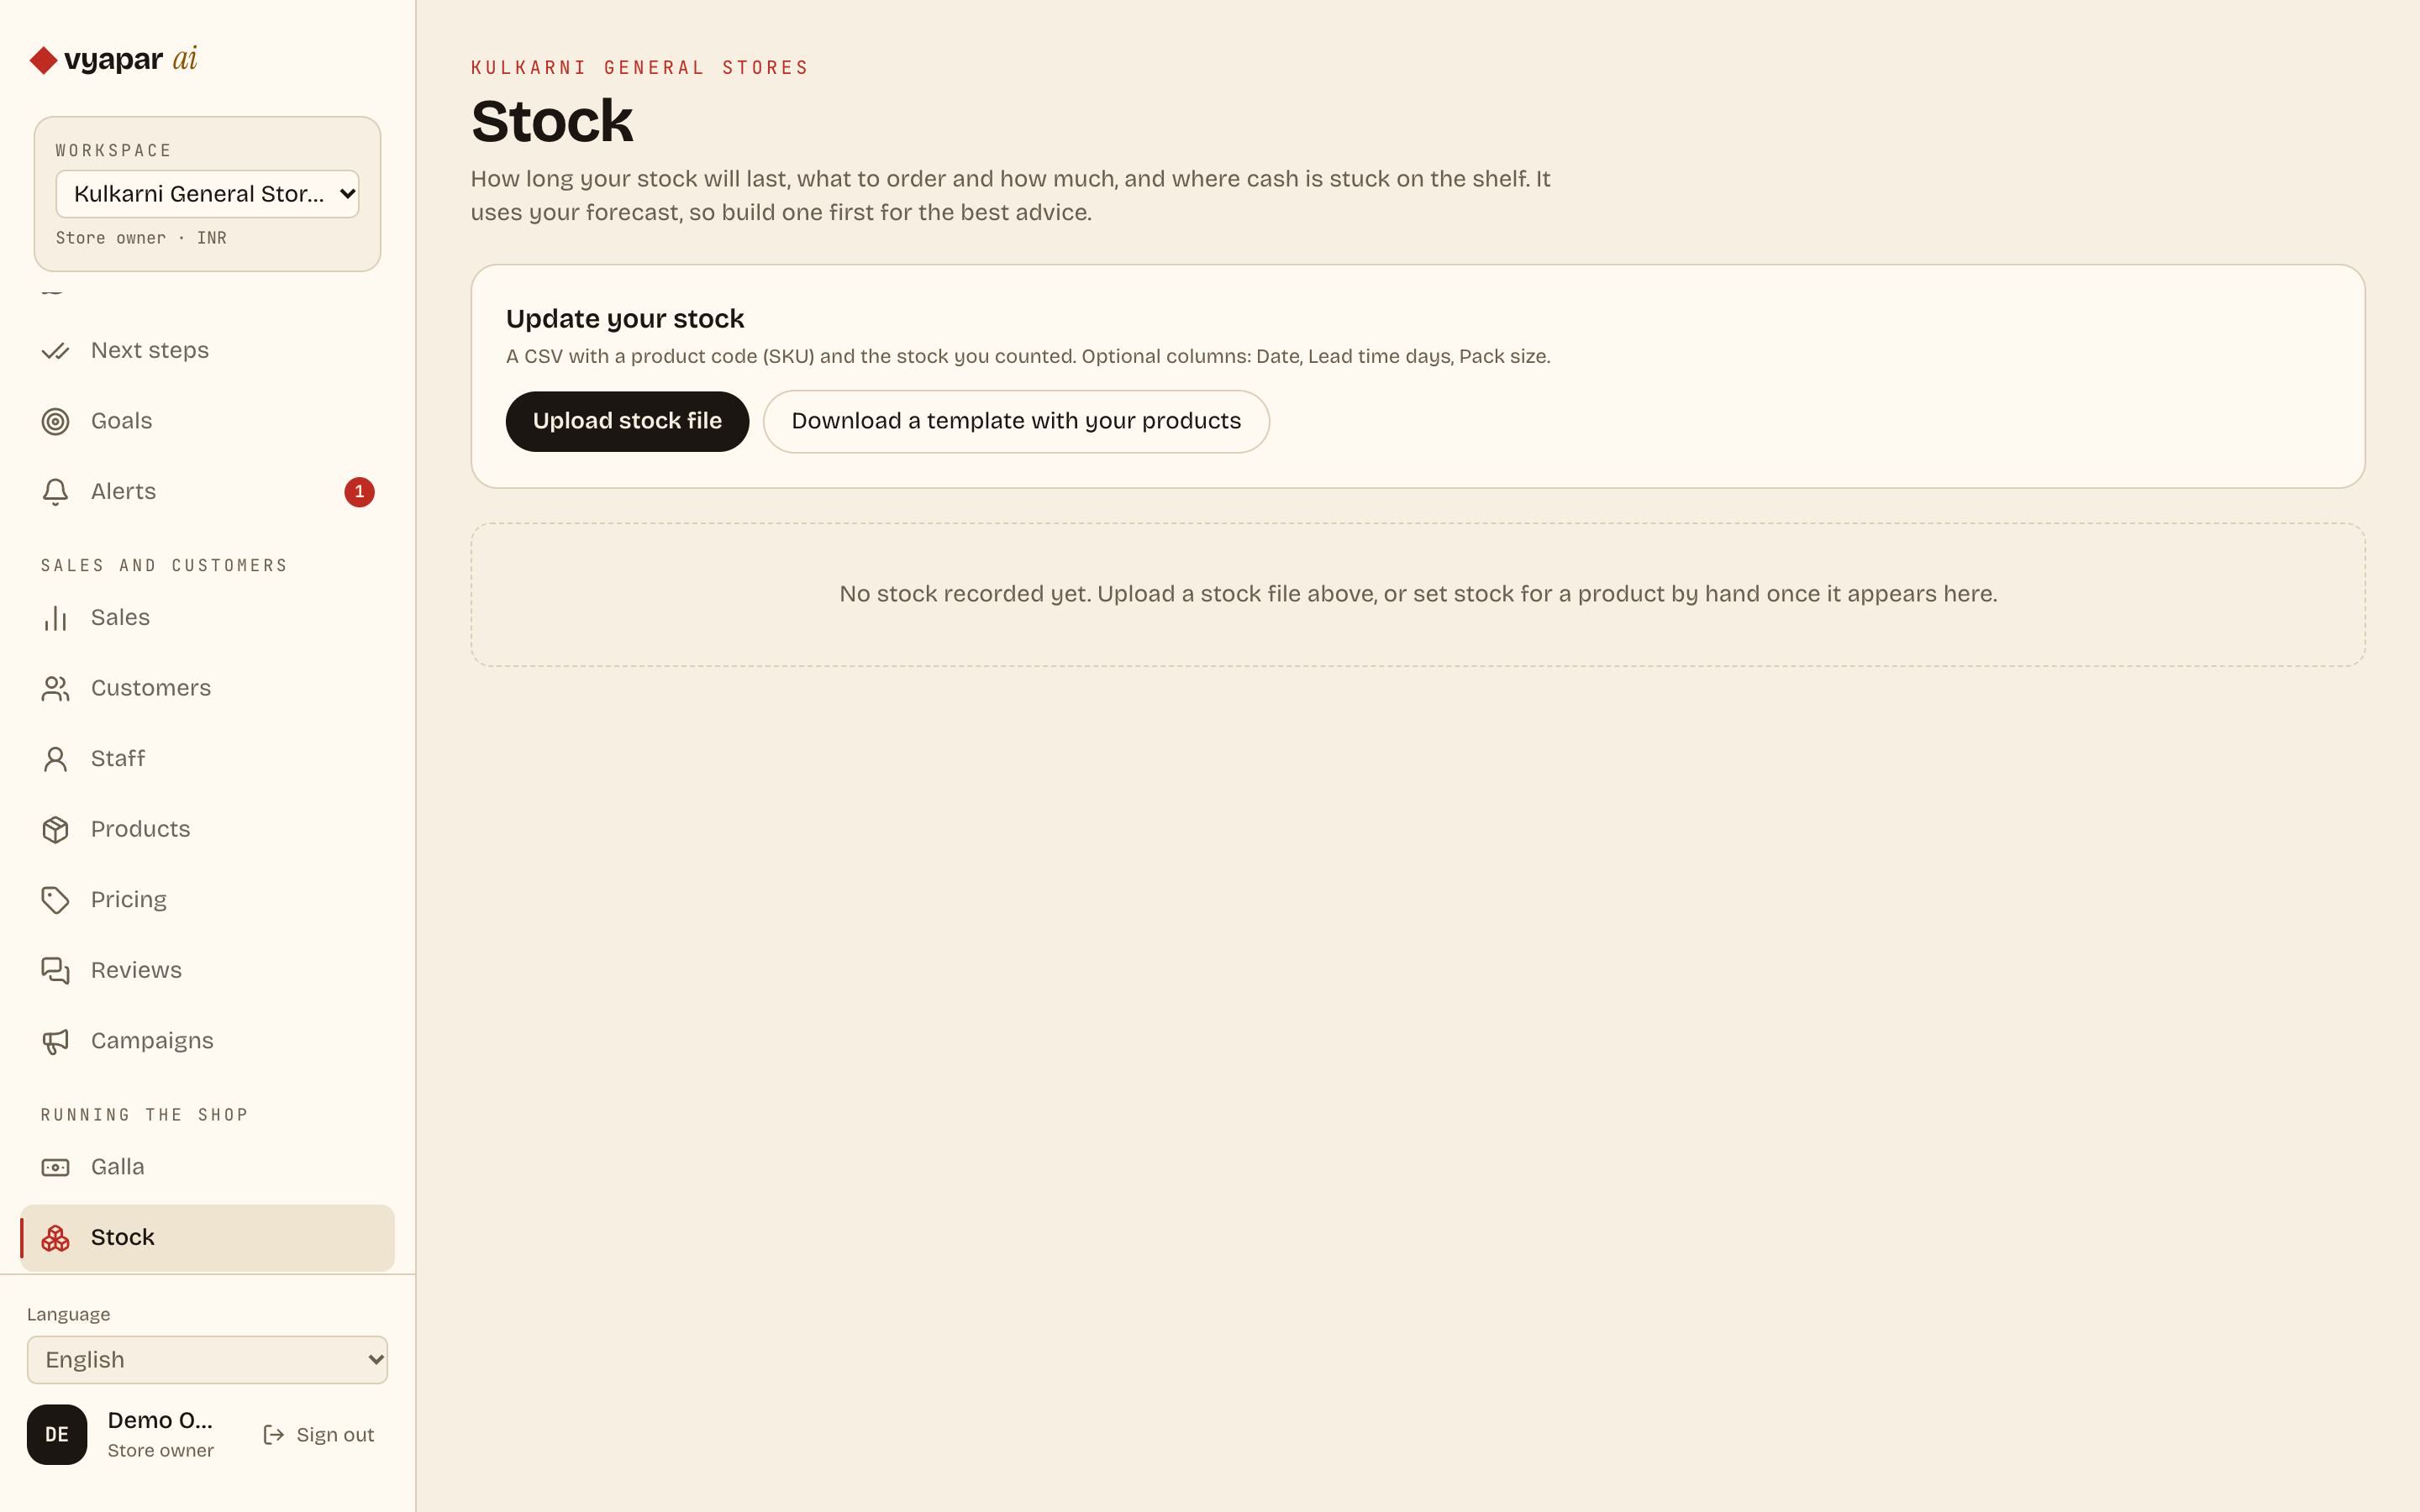 vyapar ai
WORKSPACE
Kulkarni General Stor...
Store owner · INR
Next steps
Goals
Alerts 1
SALES AND CUSTOMERS
Sales
Customers
Staff
Products
Pricing
Reviews
Campaigns
RUNNING THE SHOP
Galla
Stock
Language
English
DE
Demo O...
Store owner
Sign out
KULKARNI GENERAL STORES
Stock
How long your stock will last, what to order and how much, and where cash is stuck on the shelf. It
uses your forecast, so build one first for the best advice.
Update your stock
A CSV with a product code (SKU) and the stock you counted. Optional columns: Date, Lead time days, Pack size.
Upload stock file
Download a template with your products
No stock recorded yet. Upload a stock file above, or set stock for a product by hand once it appears here.